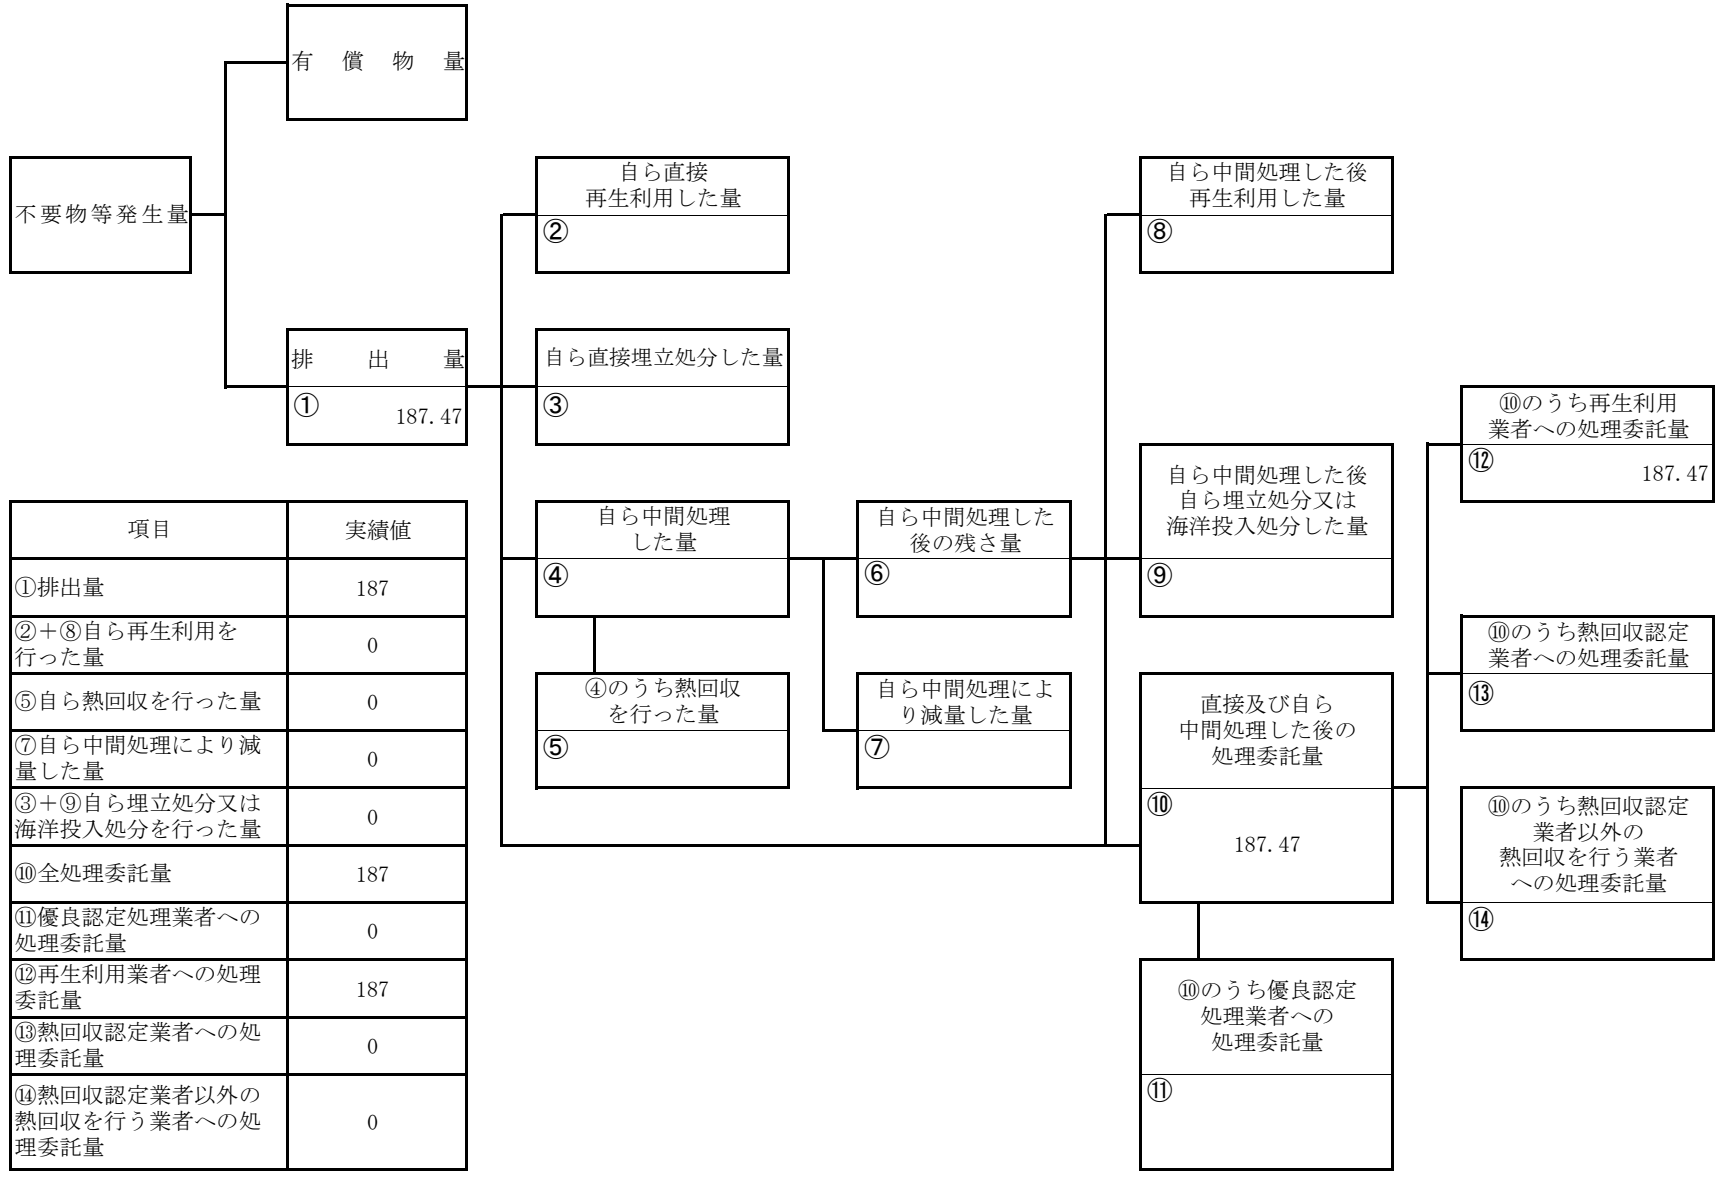 有償物量
不要物等発生量
自ら直接
再生利用した量
②
自ら中間処理した後
再生利用した量
⑧
排出量
①
187.47
自ら直接埋立処分した量
③
⑩のうち再生利用
業者への処理委託量
⑫
187.47
自ら中間処理
した量
④
自ら中間処理した
後の残さ量
⑥
自ら中間処理した後
自ら埋立処分又は
海洋投入処分した量
⑨
⑩のうち熱回収認定
業者への処理委託量
⑬
④のうち熱回収
を行った量
⑤
自ら中間処理によ
り減量した量
⑦
直接及び自ら
中間処理した後の
処理委託量
⑩
187.47
⑩のうち熱回収認定
業者以外の
熱回収を行う業者
への処理委託量
⑭
⑩のうち優良認定
処理業者への
処理委託量
⑪
項目 実績値
①排出量 187
②＋⑧自ら再生利用を
行った量 0
⑤自ら熱回収を行った量 0
⑦自ら中間処理により減
量した量 0
③＋⑨自ら埋立処分又は
海洋投入処分を行った量 0
⑩全処理委託量 187
⑪優良認定処理業者への
処理委託量 0
⑫再生利用業者への処理
委託量 187
⑬熱回収認定業者への処
理委託量 0
⑭熱回収認定業者以外の
熱回収を行う業者への処
理委託量 0